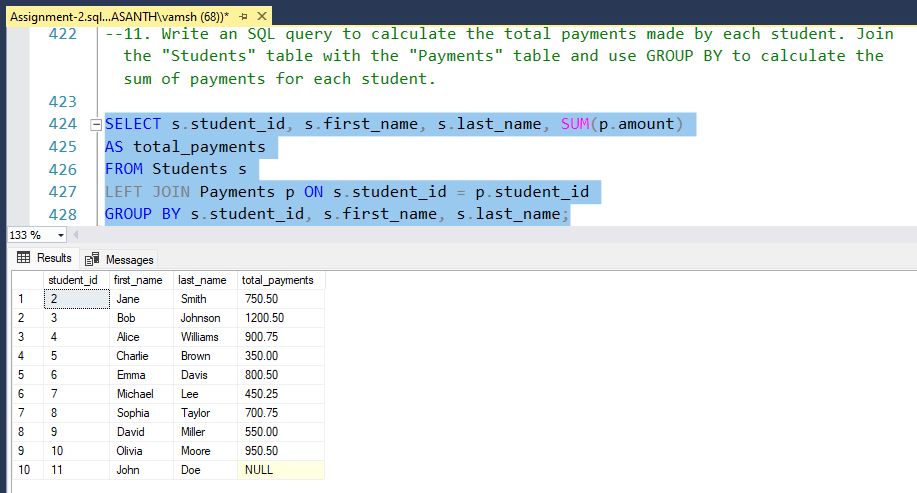 Assignment-2.sql...ASANTH\vamsh (68))*
422 --11. Write an SQL query to calculate the total payments made by each student. Join
the "Students" table with the "Payments" table and use GROUP BY to calculate the
sum of payments for each student.
423
424 SELECT s.student_id, s.first_name, s.last_name, SUM(p.amount)
425 AS total_payments
426 FROM Students s
427 LEFT JOIN Payments p ON s.student_id = p.student_id
428 GROUP BY s.student_id, s.first_name, s.last_name;
133 %
Results Messages
student_id first_name last_name total_payments
1 2 Jane Smith 750.50
2 3 Bob Johnson 1200.50
3 4 Alice Williams 900.75
4 5 Charlie Brown 350.00
5 6 Emma Davis 800.50
6 7 Michael Lee 450.25
7 8 Sophia Taylor 700.75
8 9 David Miller 550.00
9 10 Olivia Moore 950.50
10 11 John Doe NULL